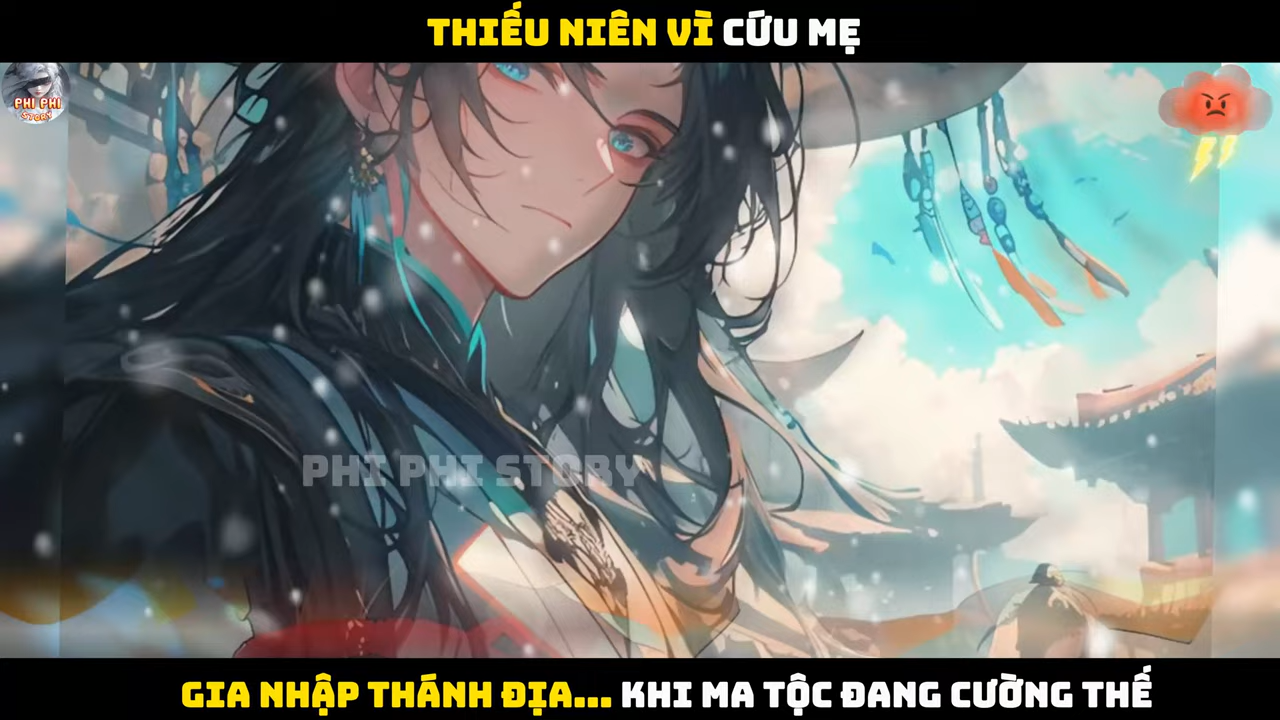 THIẾU NIÊN VÌ CỨU MẸ
PHI PHI
STORY
PHI PHI STORY
GIA NHẬP THÁNH ĐỊA... KHI MA TỘC ĐANG CƯỜNG THẾ